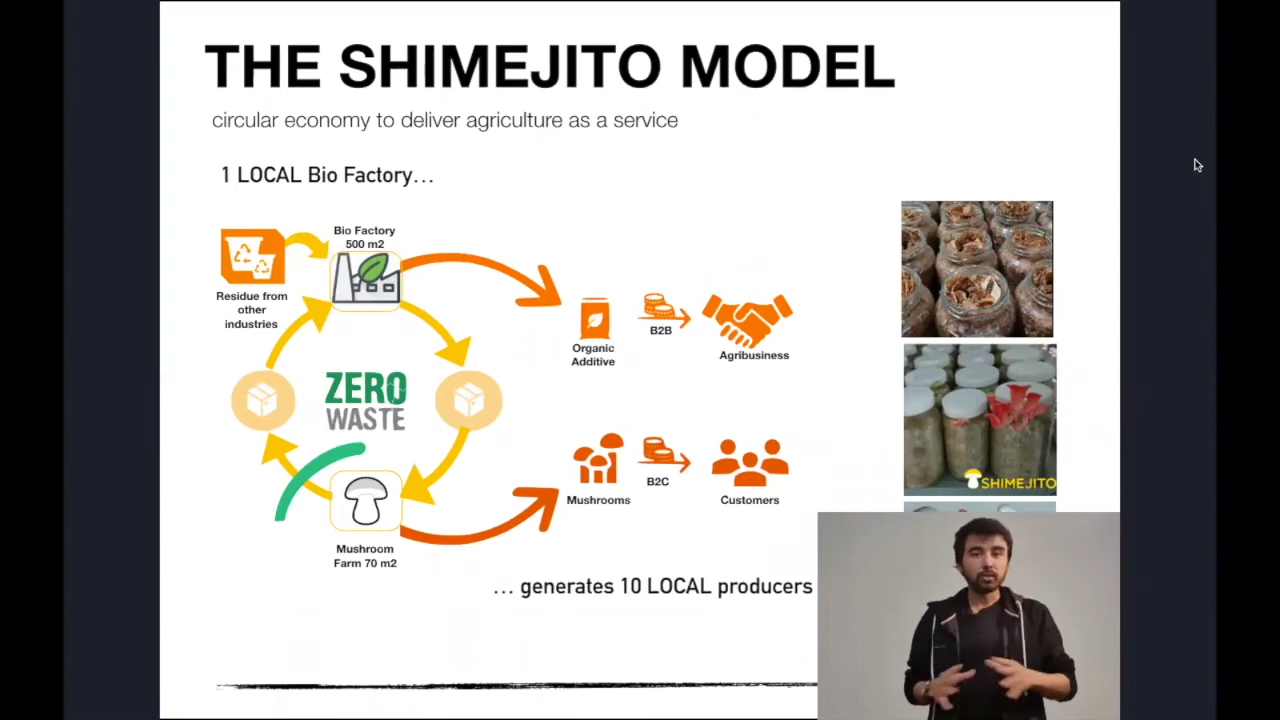 THE SHIMEJITO MODEL
circular economy to deliver agriculture as a service
1 LOCAL Bio Factory…
Bio Factory
500 m2
Residue from
other
industries
Organic
Additive
B2B
Agribusiness
ZERO
WASTE
Mushrooms
B2C
Customers
SHIMEJITO
Mushroom
Farm 70 m2
… generates 10 LOCAL producers